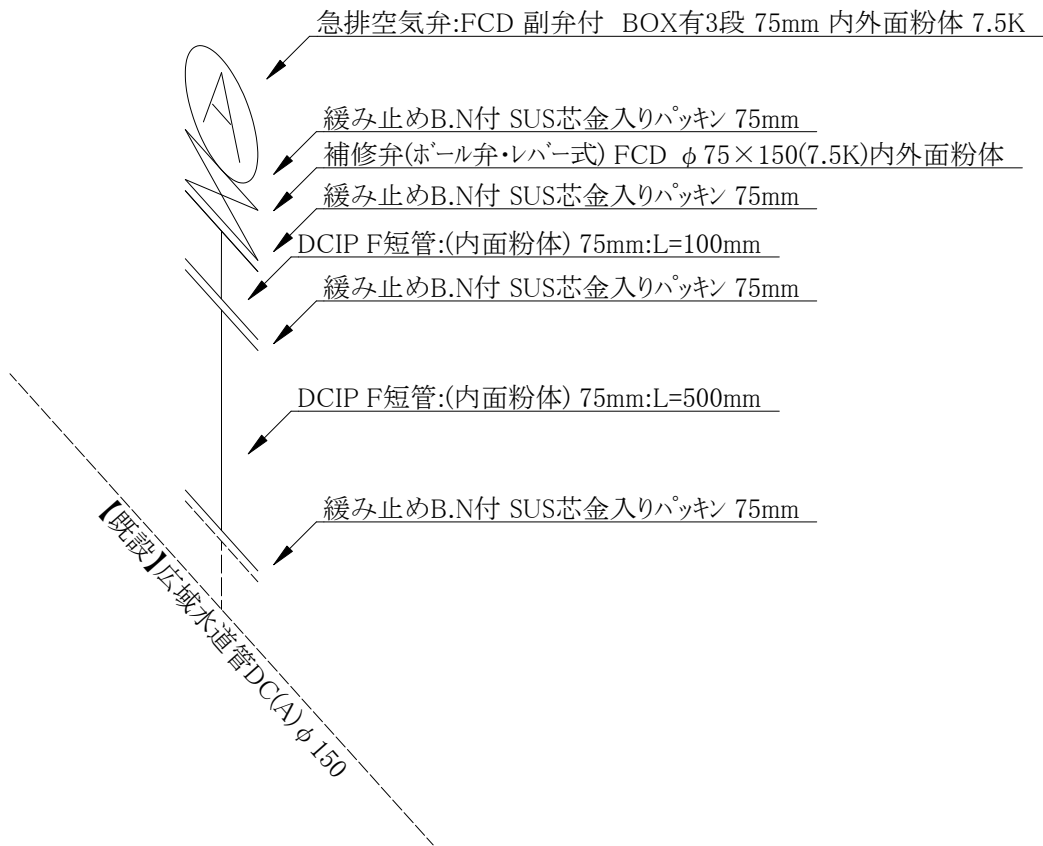 急排空気弁:FCD 副弁付 BOX有3段 75mm 内外面粉体 7.5K
A
緩み止めB.N付 SUS芯金入りﾊﾟｯｷﾝ 75mm
補修弁(ﾎﾞｰﾙ弁・ﾚﾊﾞｰ式) FCD φ75×150(7.5K)内外面粉体
緩み止めB.N付 SUS芯金入りﾊﾟｯｷﾝ 75mm
DCIP F短管:(内面粉体) 75mm:L=100mm
緩み止めB.N付 SUS芯金入りﾊﾟｯｷﾝ 75mm
DCIP F短管:(内面粉体) 75mm:L=500mm
緩み止めB.N付 SUS芯金入りﾊﾟｯｷﾝ 75mm
【既設】広域水道管DC(A)φ150